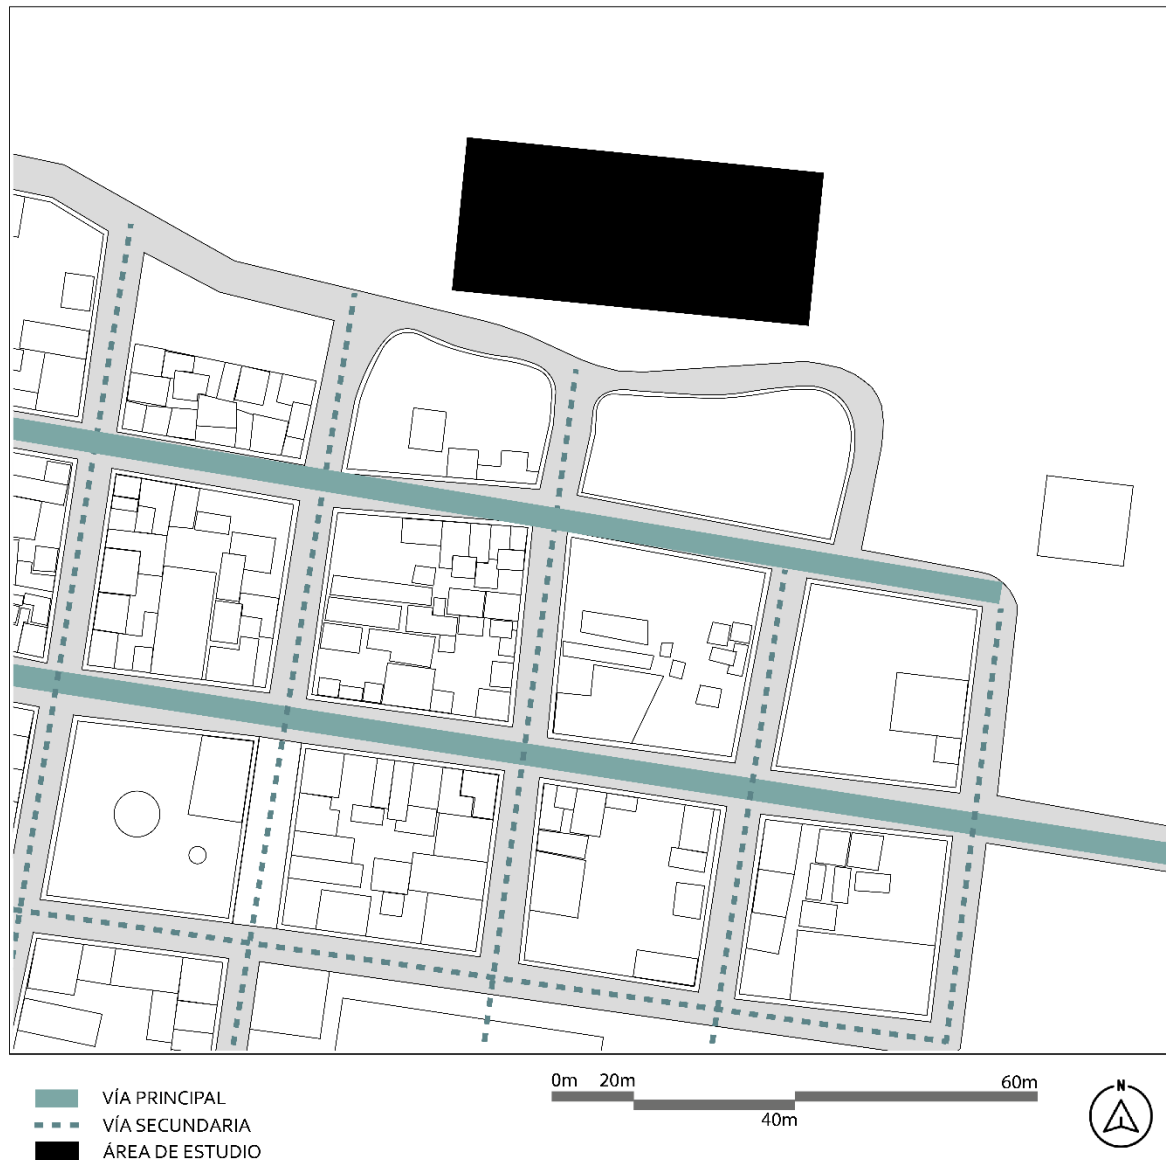 VÍA PRINCIPAL
VÍA SECUNDARIA
ÁREA DE ESTUDIO
0m 20m 60m
40m
N